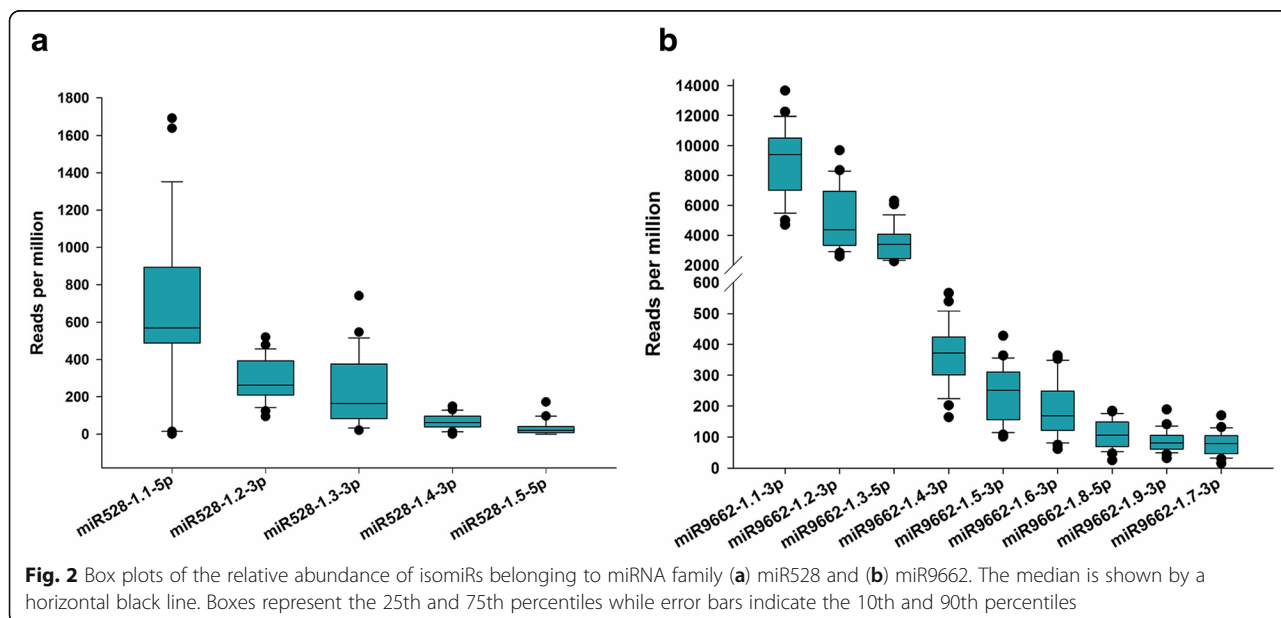 a
1800
1600
1400
1200
1000
800
600
400
200
0
Reads per million
miR528-1.1-5p
miR528-1.2-3p
miR528-1.3-3p
miR528-1.4-3p
miR528-1.5-5p
b
14000
12000
10000
8000
6000
4000
2000
600
500
400
300
200
100
0
Reads per million
miR9662-1.1-3p
miR9662-1.2-3p
miR9662-1.3-5p
miR9662-1.4-3p
miR9662-1.5-3p
miR9662-1.6-3p
miR9662-1.8-5p
miR9662-1.9-3p
miR9662-1.7-3p
Fig. 2 Box plots of the relative abundance of isomiRs belonging to miRNA family (a) miR528 and (b) miR9662. The median is shown by a
horizontal black line. Boxes represent the 25th and 75th percentiles while error bars indicate the 10th and 90th percentiles